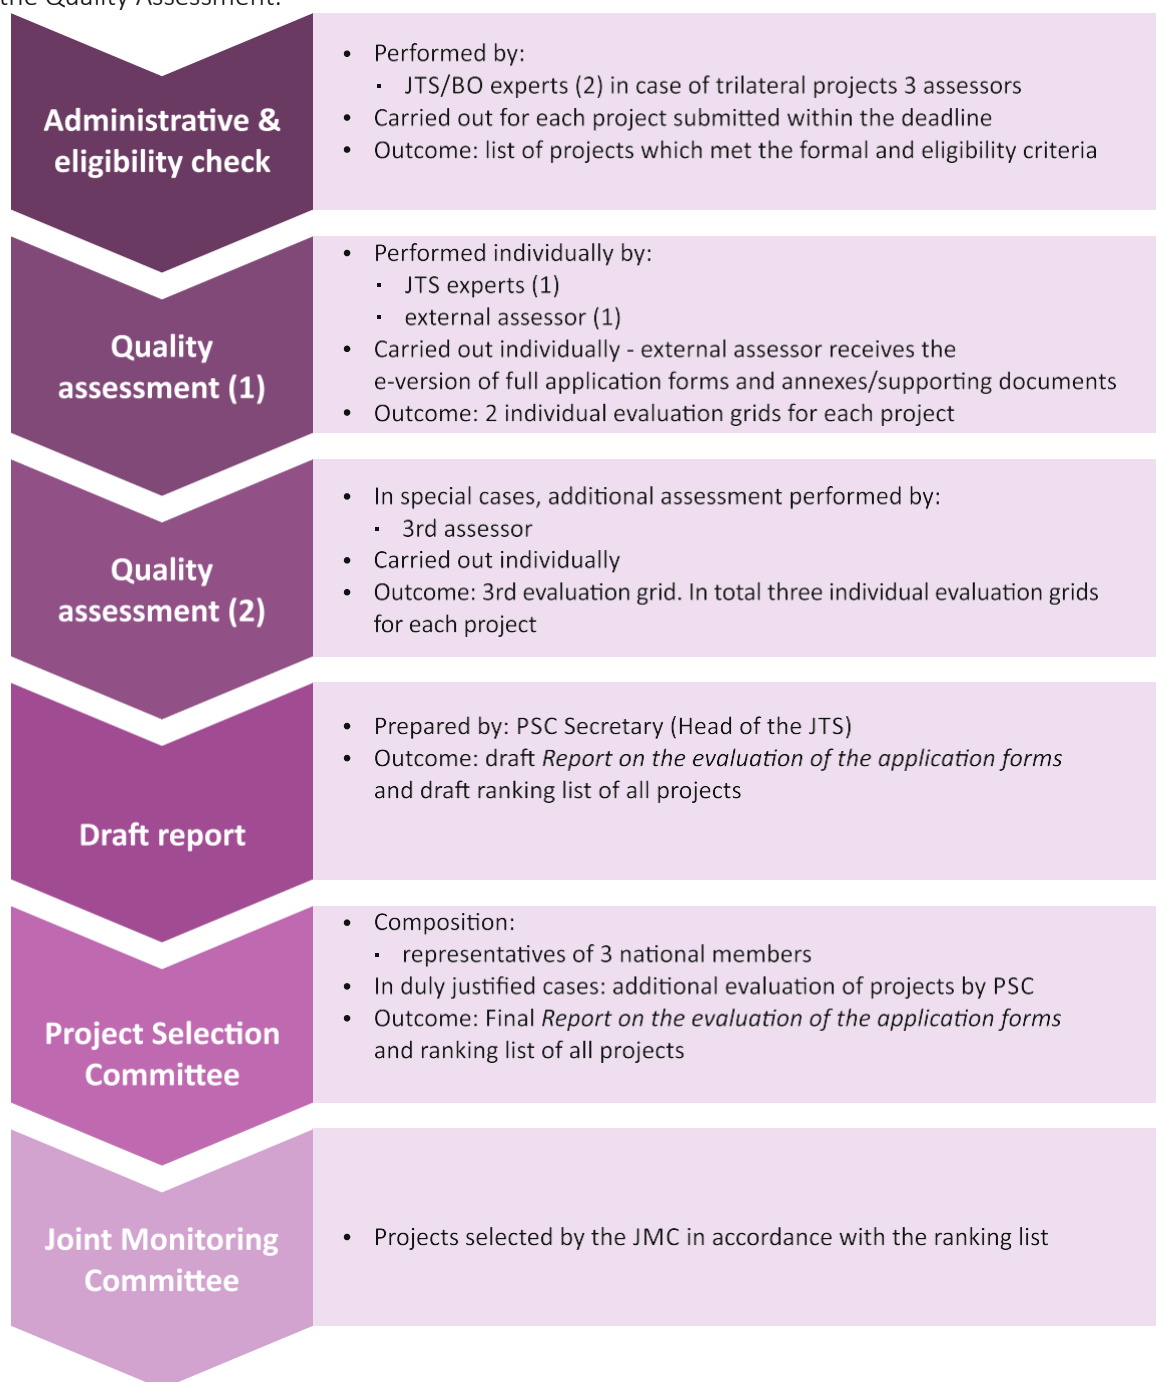 the Quality Assessment.
Administrative &
eligibility check
• Performed by:
▪ JTS/BO experts (2) in case of trilateral projects 3 assessors
• Carried out for each project submitted within the deadline
• Outcome: list of projects which met the formal and eligibility criteria
Quality
assessment (1)
• Performed individually by:
▪ JTS experts (1)
▪ external assessor (1)
• Carried out individually - external assessor receives the
e-version of full application forms and annexes/supporting documents
• Outcome: 2 individual evaluation grids for each project
Quality
assessment (2)
• In special cases, additional assessment performed by:
▪ 3rd assessor
• Carried out individually
• Outcome: 3rd evaluation grid. In total three individual evaluation grids
for each project
Draft report
• Prepared by: PSC Secretary (Head of the JTS)
• Outcome: draft Report on the evaluation of the application forms
and draft ranking list of all projects
Project Selection
Committee
• Composition:
▪ representatives of 3 national members
• In duly justified cases: additional evaluation of projects by PSC
• Outcome: Final Report on the evaluation of the application forms
and ranking list of all projects
Joint Monitoring
Committee
• Projects selected by the JMC in accordance with the ranking list